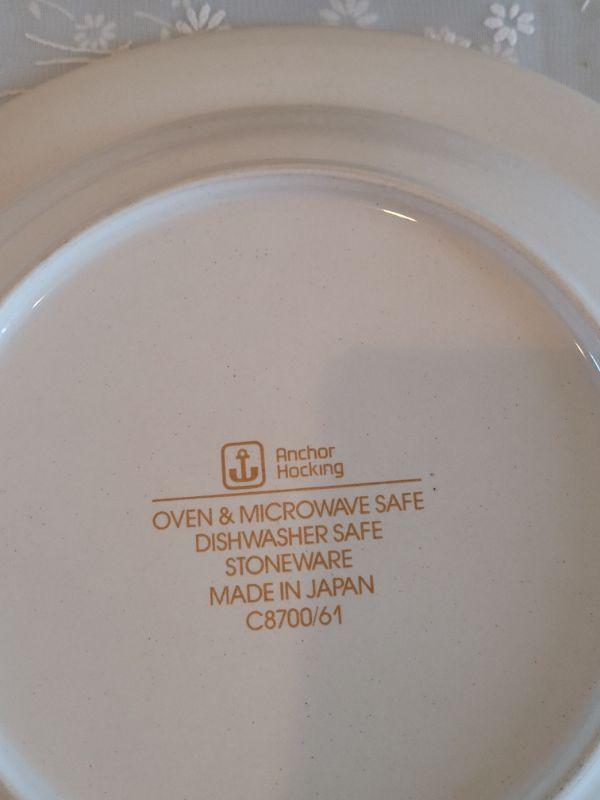 Anchor
Hocking
OVEN & MICROWAVE SAFE
DISHWASHER SAFE
STONEWARE
MADE IN JAPAN
C8700/61